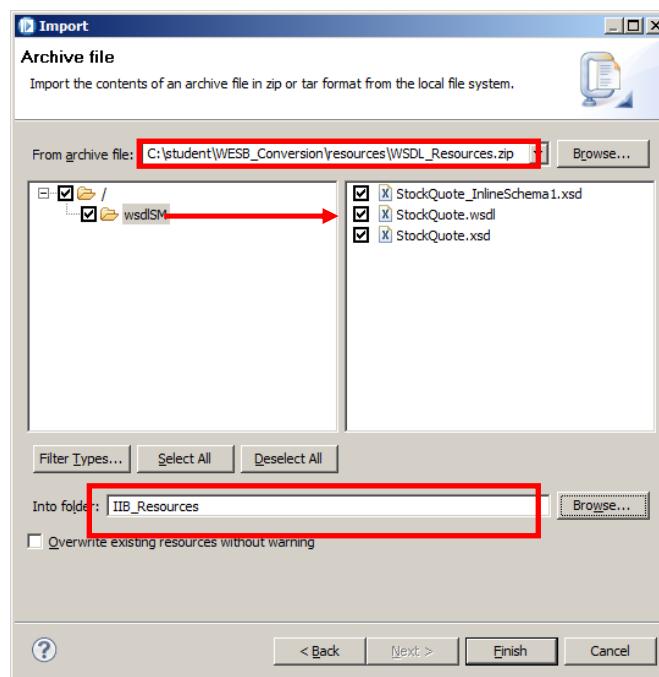 Import
Archive file
Import the contents of an archive file in zip or tar format from the local file system.
From archive file: C:\student\WESB_Conversion\resources\WSDL_Resources.zip Browse...
/
wsdlSM
StockQuote_InlineSchema1.xsd
StockQuote.wsdl
StockQuote.xsd
Filter Types... Select All Deselect All
Into folder: IIB_Resources Browse...
Overwrite existing resources without warning
? < Back Next > Finish Cancel